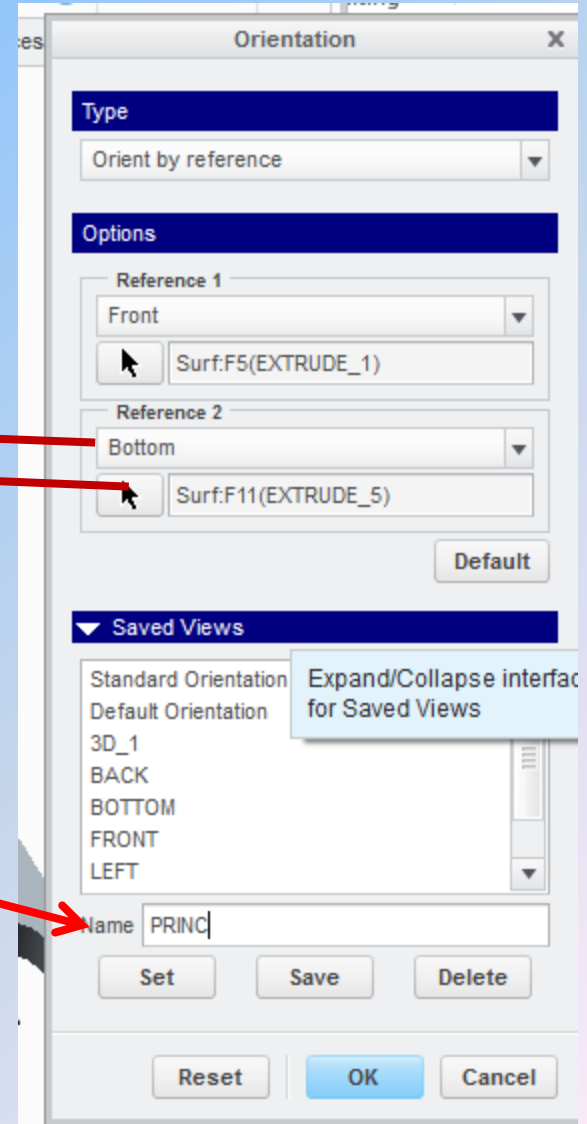 Orientation
ces
Type
Orient by reference
Options
Reference 1
Front
Surf:F5(EXTRUDE_1)
Reference 2
Bottom
Surf:F11(EXTRUDE_5)
Default
Saved Views
Standard Orientation
Default Orientation
3D_1
BACK
BOTTOM
FRONT
LEFT
Expand/Collapse interfac
for Saved Views
Name PRINC
Set Save Delete
Reset OK Cancel